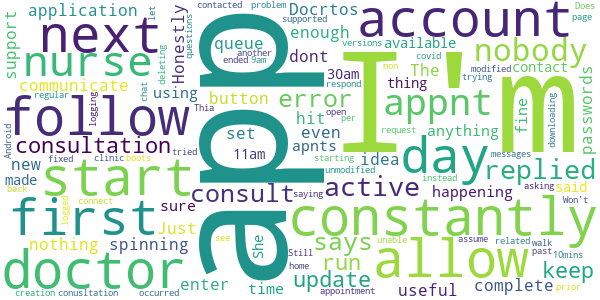 application
contacted
problem
let
Docrtos
supported
Does
page
next
Honestly
questions
queue
another
ended
9am
enough
account
versions
available
covid
modified
nobody
support
nurse
chat
deleting
dont
non
trying
communicate
using
30am
respond
The
contact
passwords
button
error
thing
appnt
I'm
app
Android
follow
logging
hit
even
apnts
open
per
anything
fine
downloading
regular
set
idea
day
consultation
Thia
11am
starting
request
messages
new
made
fixed
clinic
boots
tried
consult
unmodified
active
instead
replied
start
back
sure
saying
happening
asking
said
Won't
first
connect
She
constantly
logged
says
nothing
spinning
Just
see
Still
run
unable
assume
related
walk
past
keep
doctor
home
update
allow
10mins
enter
time
appointment
useful
complete
prior
creation
conusltation
occurred